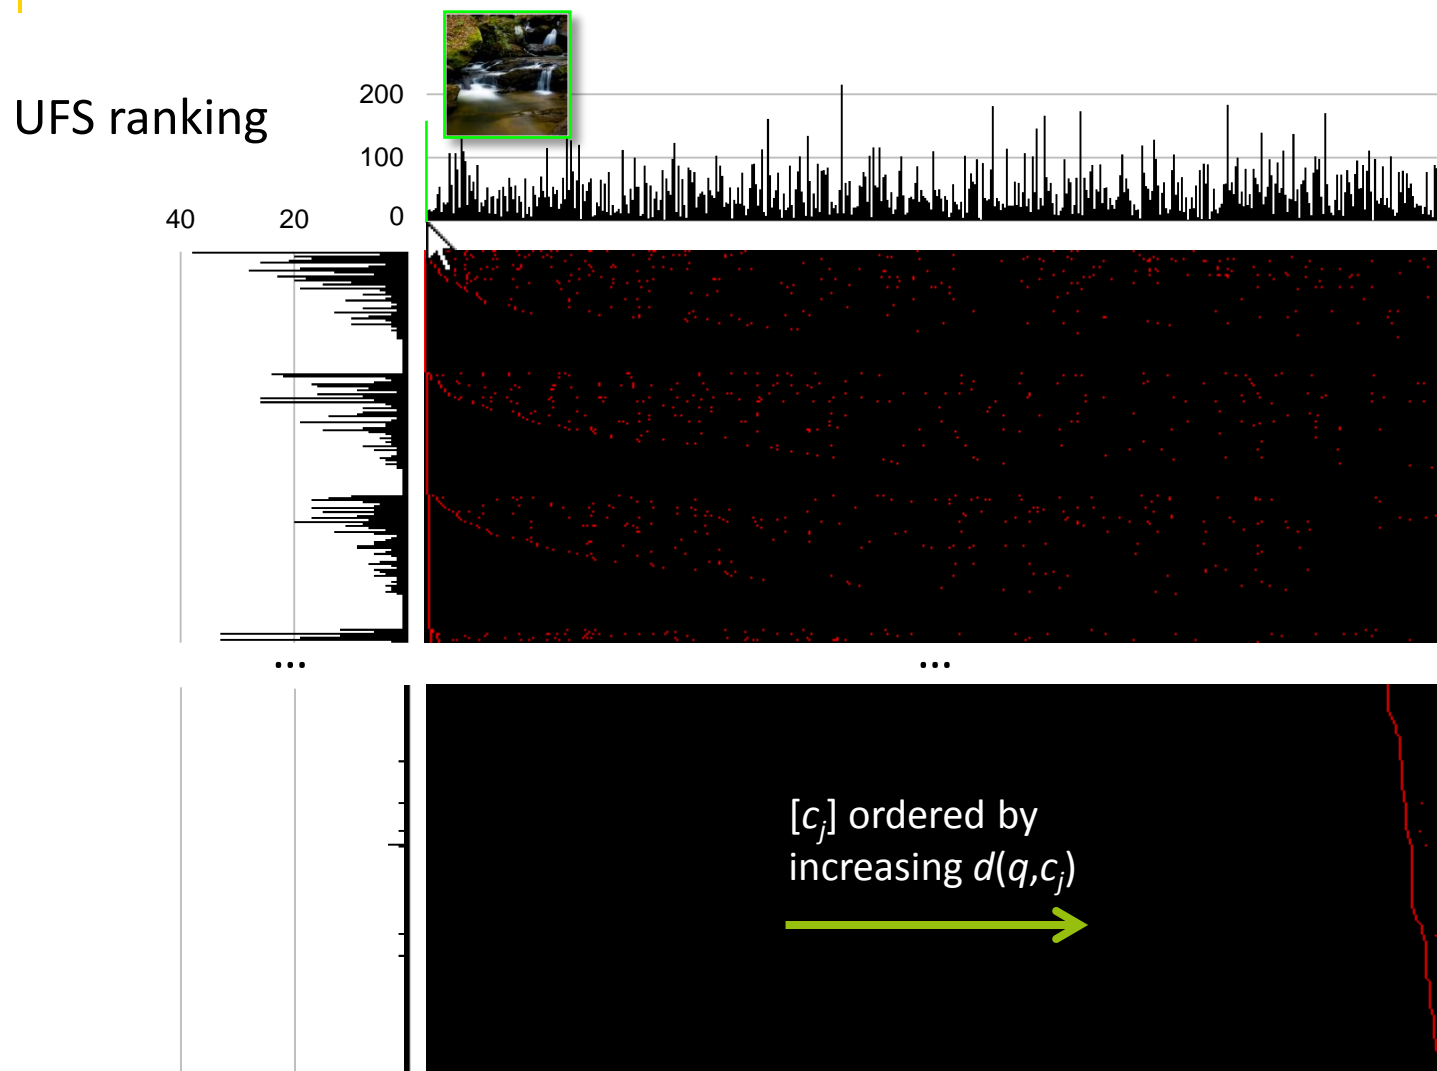 UFS ranking
200
100
0
40 20
...
...
[cj] ordered by
increasing d(q,cj)